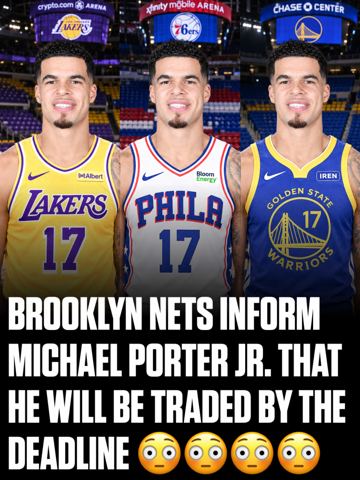 crypto.com ARENA
LAKERS
xfinity mobile ARENA
76ERS
CHASE CENTER
MAlbert
LAKERS
17
Bloom
Energy
PHILA
17
IREN
GOLDEN STATE
17
WARRIORS
BROOKLYN NETS INFORM
MICHAEL PORTER JR. THAT
HE WILL BE TRADED BY THE
DEADLINE 😳😳😳😳